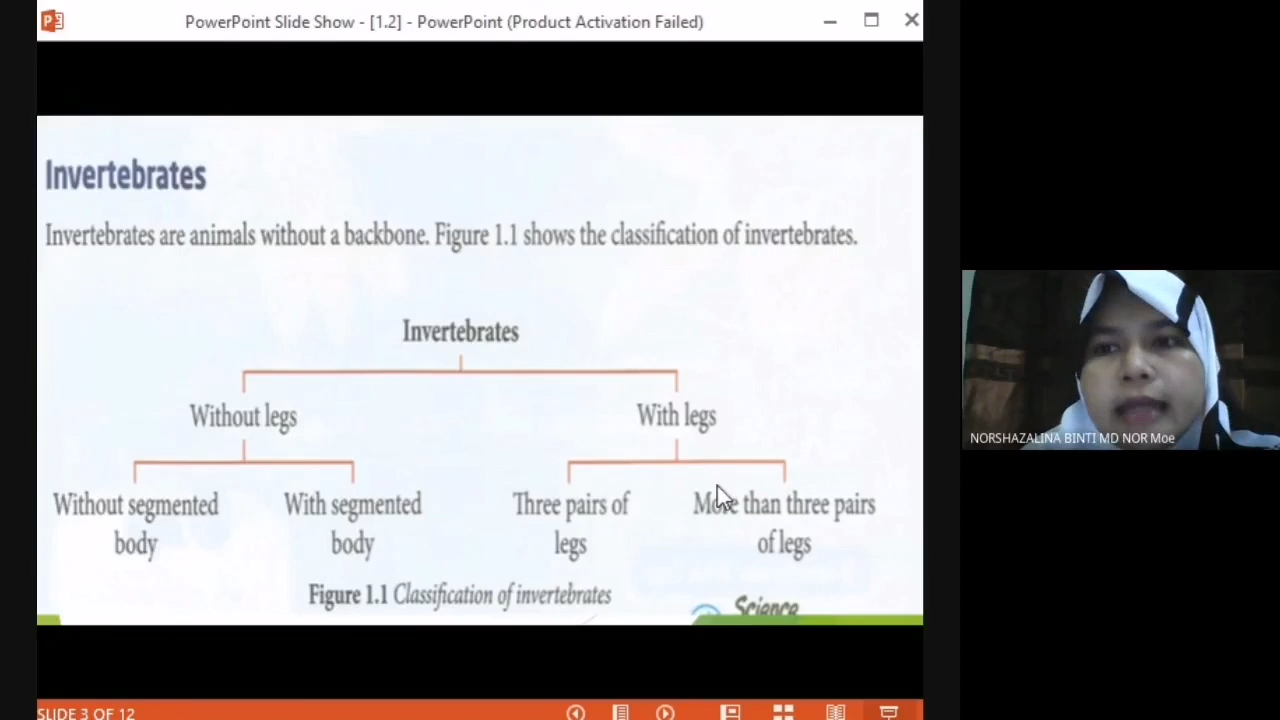 PowerPoint Slide Show - [1.2] - PowerPoint (Product Activation Failed)
Invertebrates
Invertebrates are animals without a backbone. Figure 1.1 shows the classification of invertebrates.
Invertebrates
Without legs
With legs
Without segmented
body
With segmented
body
Three pairs of
legs
More than three pairs
of legs
Figure 1.1 Classification of invertebrates
Science
NORSHAZALINA BINTI MD NOR Moe
SLIDE 3 OF 12